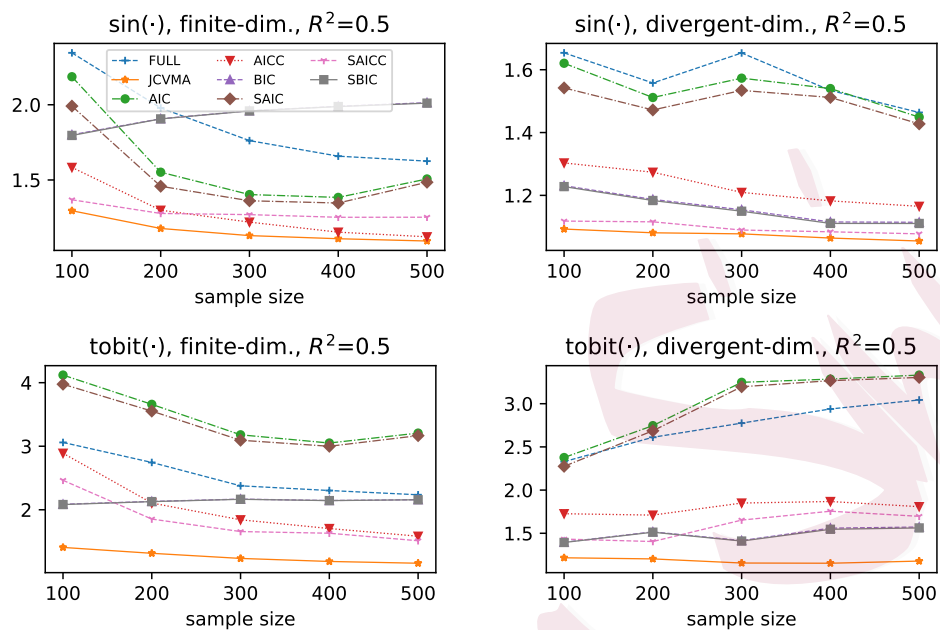 sin(·), finite-dim., R²=0.5
FULL
JCVMA
AIC
AICC
BIC
SAIC
SAICC
SBIC
2.0
1.5
100 200 300 400 500
sample size
sin(·), divergent-dim., R²=0.5
1.6
1.4
1.2
100 200 300 400 500
sample size
tobit(·), finite-dim., R²=0.5
4
3
2
100 200 300 400 500
sample size
tobit(·), divergent-dim., R²=0.5
3.0
2.5
2.0
1.5
100 200 300 400 500
sample size